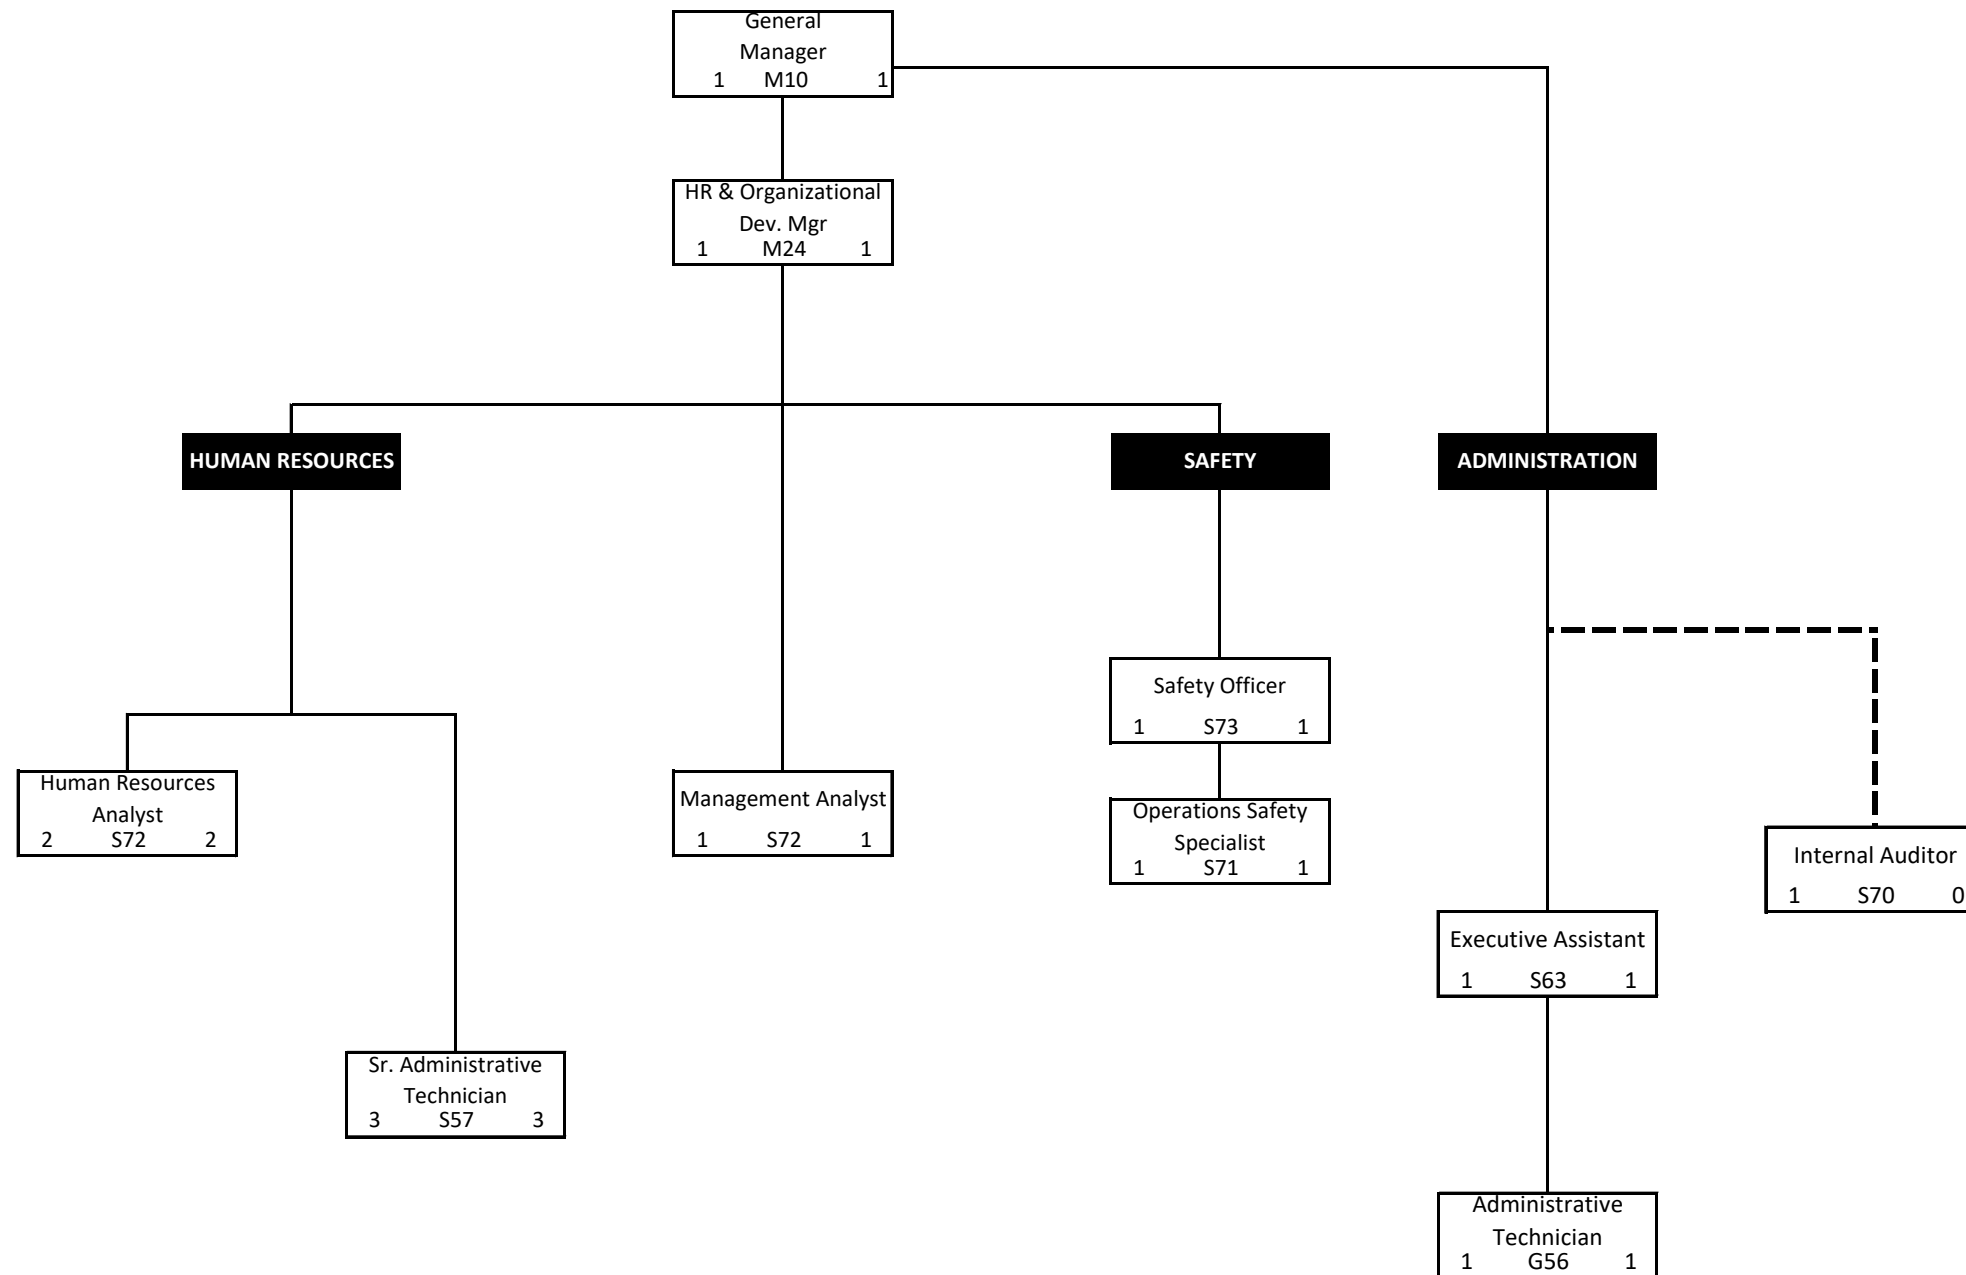 General
Manager
1 M10 1
HR & Organizational
Dev. Mgr
1 M24 1
HUMAN RESOURCES
SAFETY
ADMINISTRATION
Safety Officer
1 S73 1
Human Resources
Analyst
2 S72 2
Management Analyst
1 S72 1
Operations Safety
Specialist
1 S71 1
Internal Auditor
1 S70 0
Executive Assistant
1 S63 1
Sr. Administrative
Technician
3 S57 3
Administrative
Technician
1 G56 1